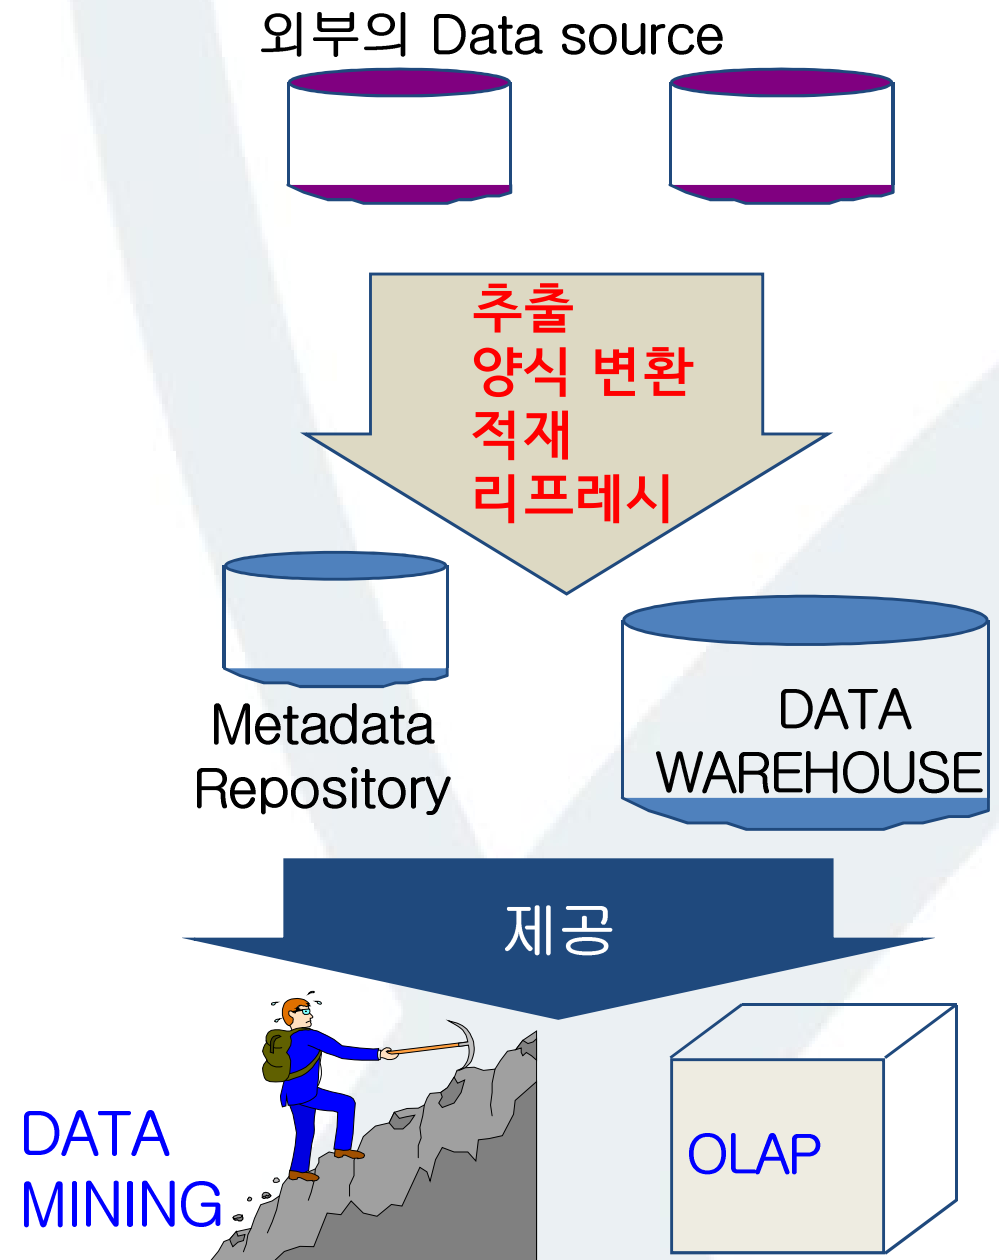 외부의 Data source
추출
양식 변환
적재
리프레시
Metadata
Repository
DATA
WAREHOUSE
제공
DATA
MINING
OLAP